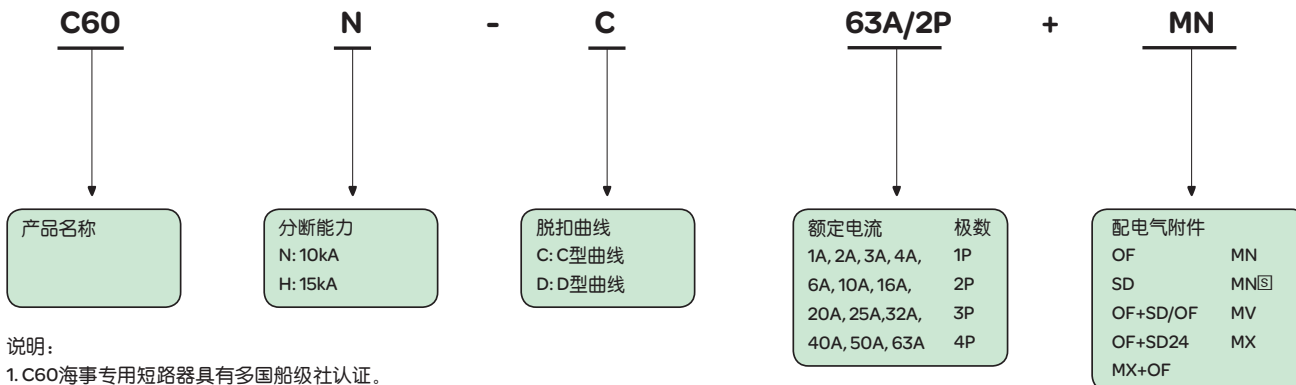 C60 N - C 63A/2P + MN
产品名称
分断能力
N: 10kA
H: 15kA
脱扣曲线
C: C型曲线
D: D型曲线
额定电流 极数
1A, 2A, 3A, 4A, 1P
6A, 10A, 16A, 2P
20A, 25A,32A, 3P
40A, 50A, 63A 4P
配电气附件
OF MN
SD MN🅂
OF+SD/OF MV
OF+SD24 MX
MX+OF
说明：
1. C60海事专用短路器具有多国船级社认证。